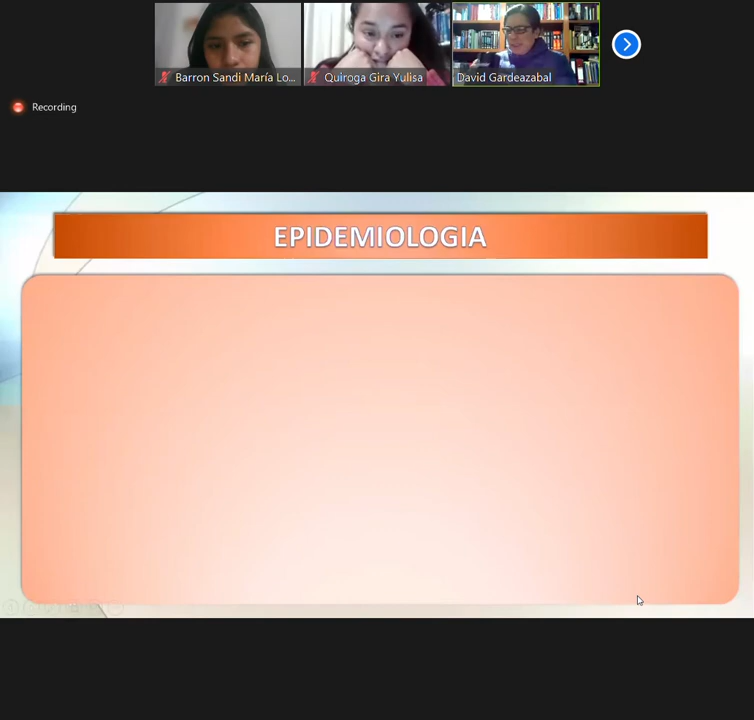 Barron Sandi María Lo...
Quiroga Gira Yulisa
David Gardeazabal
Recording
EPIDEMIOLOGIA